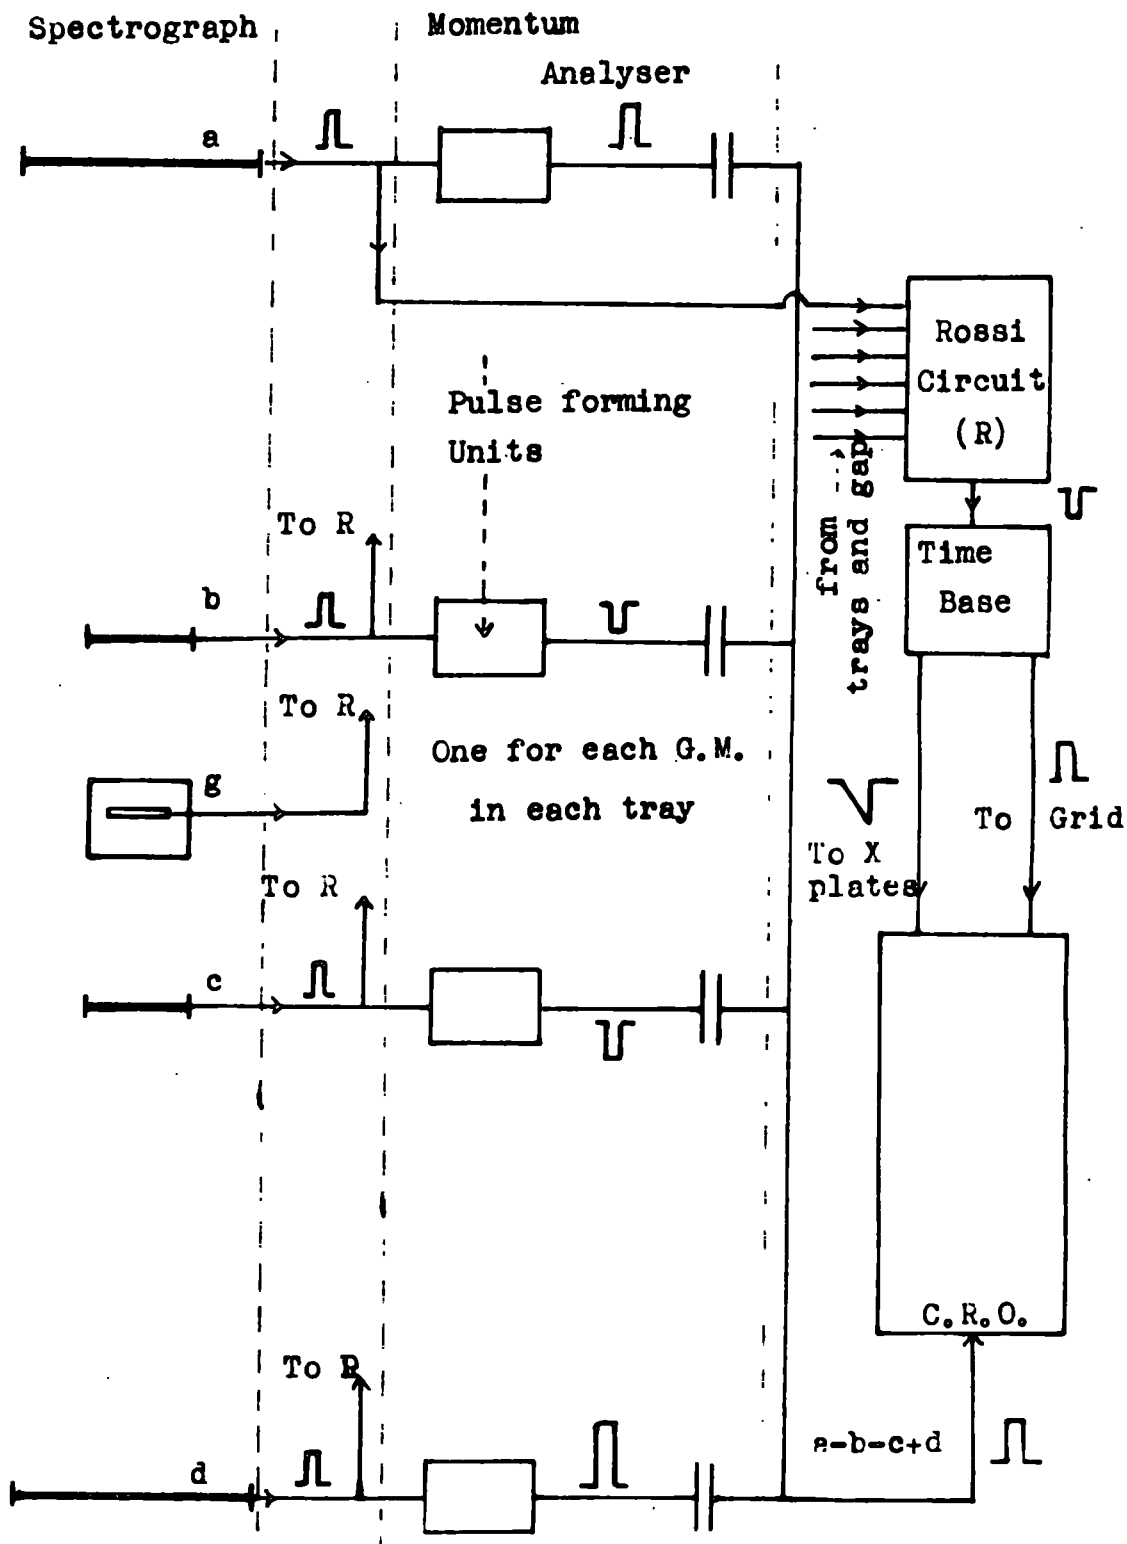 Spectrograph
Momentum
Analyser
a
Rossi
Circuit
(R)
Pulse forming
Units
from
trays and gap
To R
b
Time
Base
To R
g
One for each G.M.
in each tray
To X
plates
To Grid
To R
c
C.R.O.
To R
d
a-b-c+d